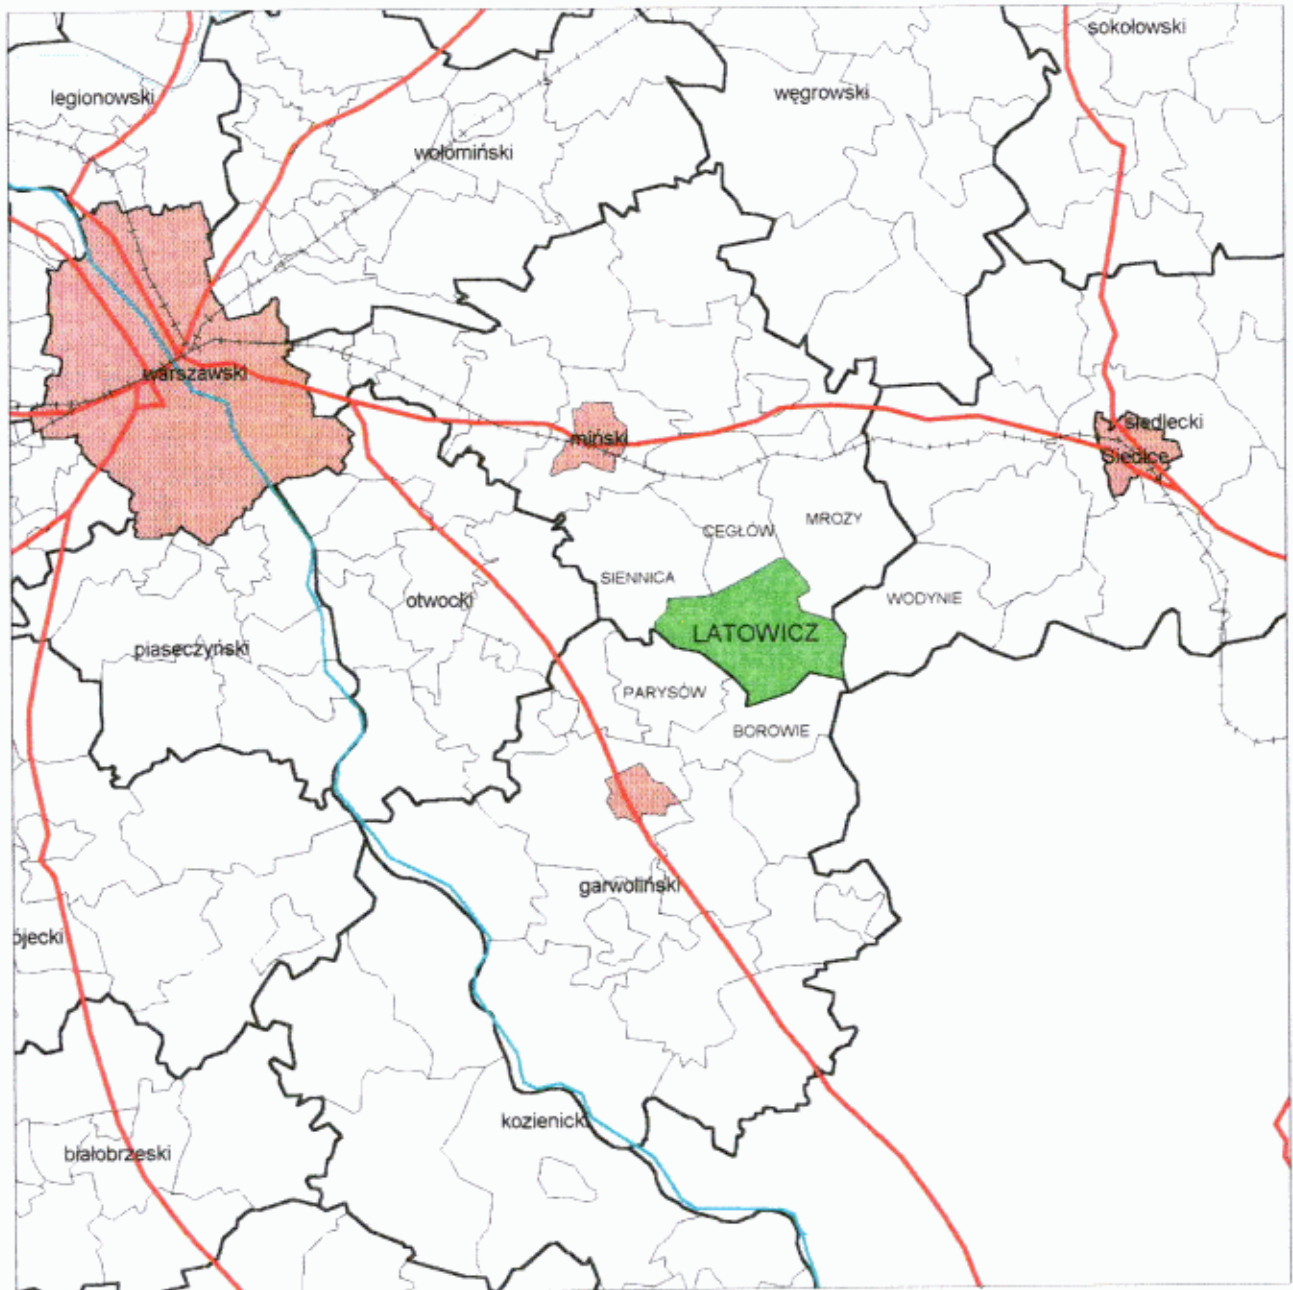 sokołowski
legionowski
węgrowski
wołomiński
warszawski
siedlecki
miński
Siedlce
MROZY
CEGŁÓW
SIENNICA
otwocki
WODYNIE
LATOWICZ
piaseczyński
PARYSÓW
BOROWIE
garwoliński
ójecki
kozienicki
białobrzeski